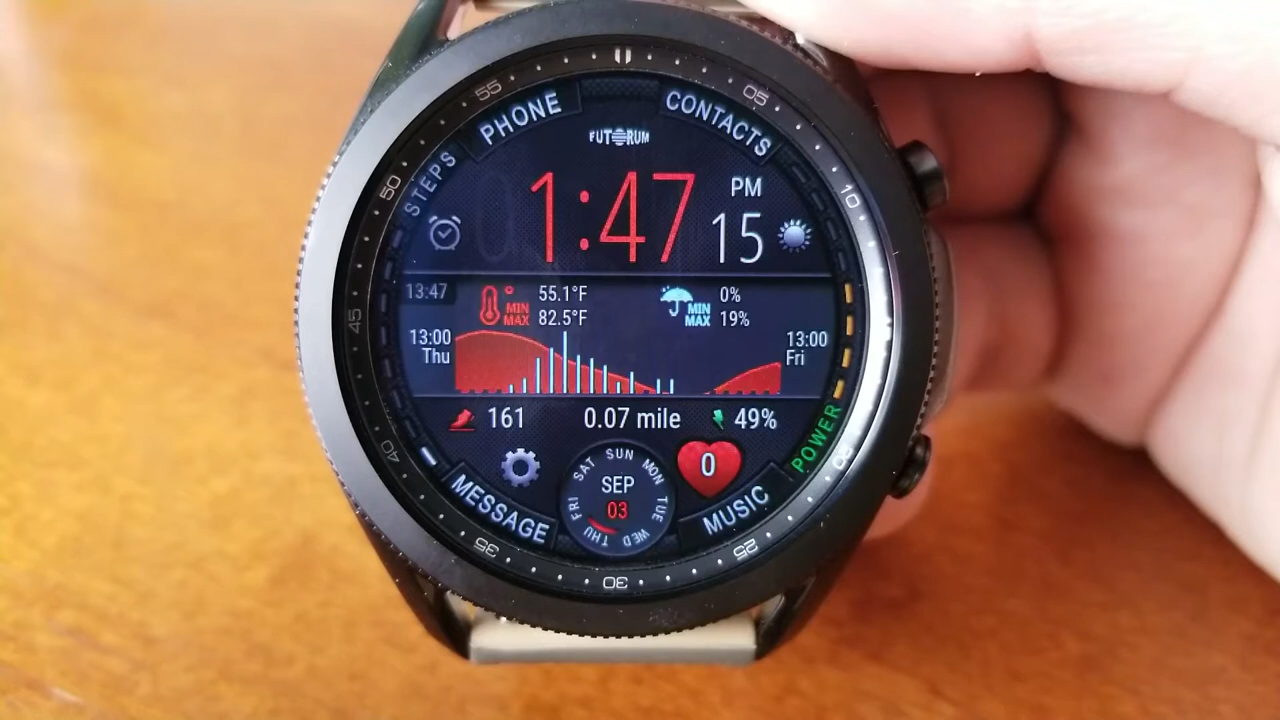 55
05
PHONE
CONTACTS
FUTORUM
STEPS
50
10
1:47
PM
15
13:47
MIN 55.1°F
MAX 82.5°F
MIN 0%
MAX 19%
45
13:00
Thu
13:00
Fri
161
0.07 mile
49%
POWER
40
20
0
SUN
MON
TUE
WED
THU
FRI
SAT
SEP
03
MESSAGE
MUSIC
35
25
30